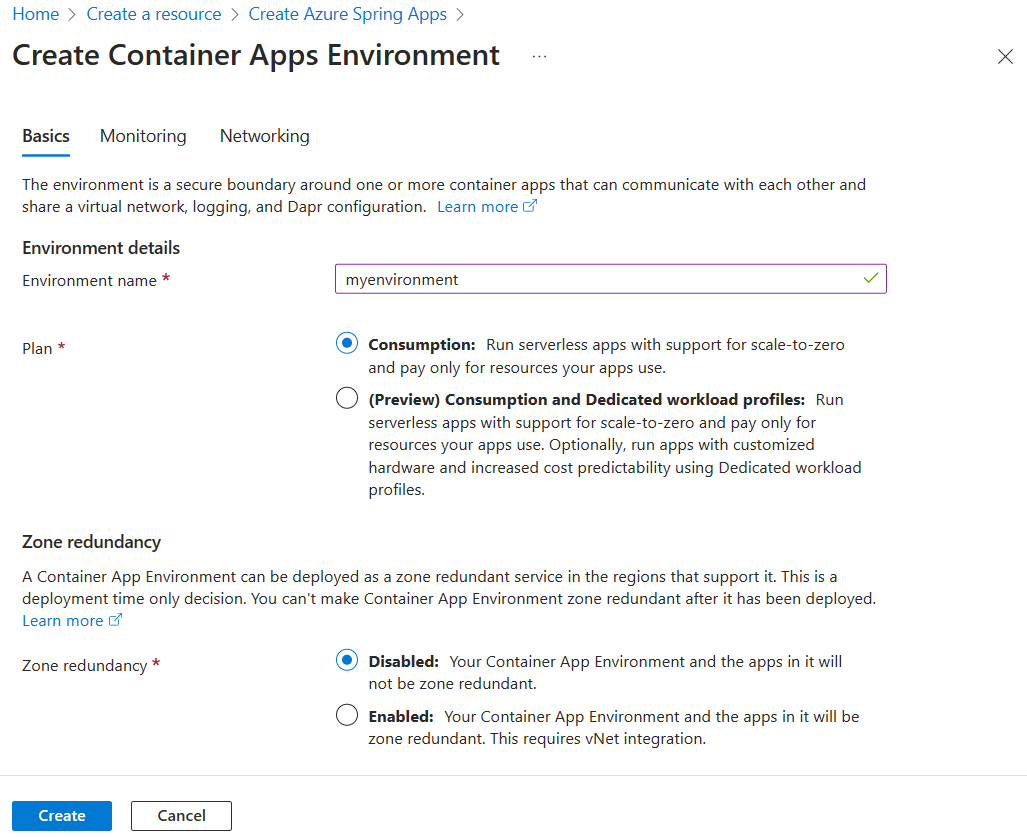 Home > Create a resource > Create Azure Spring Apps >
Create Container Apps Environment ...
Basics Monitoring Networking
The environment is a secure boundary around one or more container apps that can communicate with each other and
share a virtual network, logging, and Dapr configuration. Learn more
Environment details
Environment name * myenvironment
Plan *
Consumption: Run serverless apps with support for scale-to-zero
and pay only for resources your apps use.
(Preview) Consumption and Dedicated workload profiles: Run
serverless apps with support for scale-to-zero and pay only for
resources your apps use. Optionally, run apps with customized
hardware and increased cost predictability using Dedicated workload
profiles.
Zone redundancy
A Container App Environment can be deployed as a zone redundant service in the regions that support it. This is a
deployment time only decision. You can't make Container App Environment zone redundant after it has been deployed.
Learn more
Zone redundancy *
Disabled: Your Container App Environment and the apps in it will
not be zone redundant.
Enabled: Your Container App Environment and the apps in it will be
zone redundant. This requires vNet integration.
Create Cancel